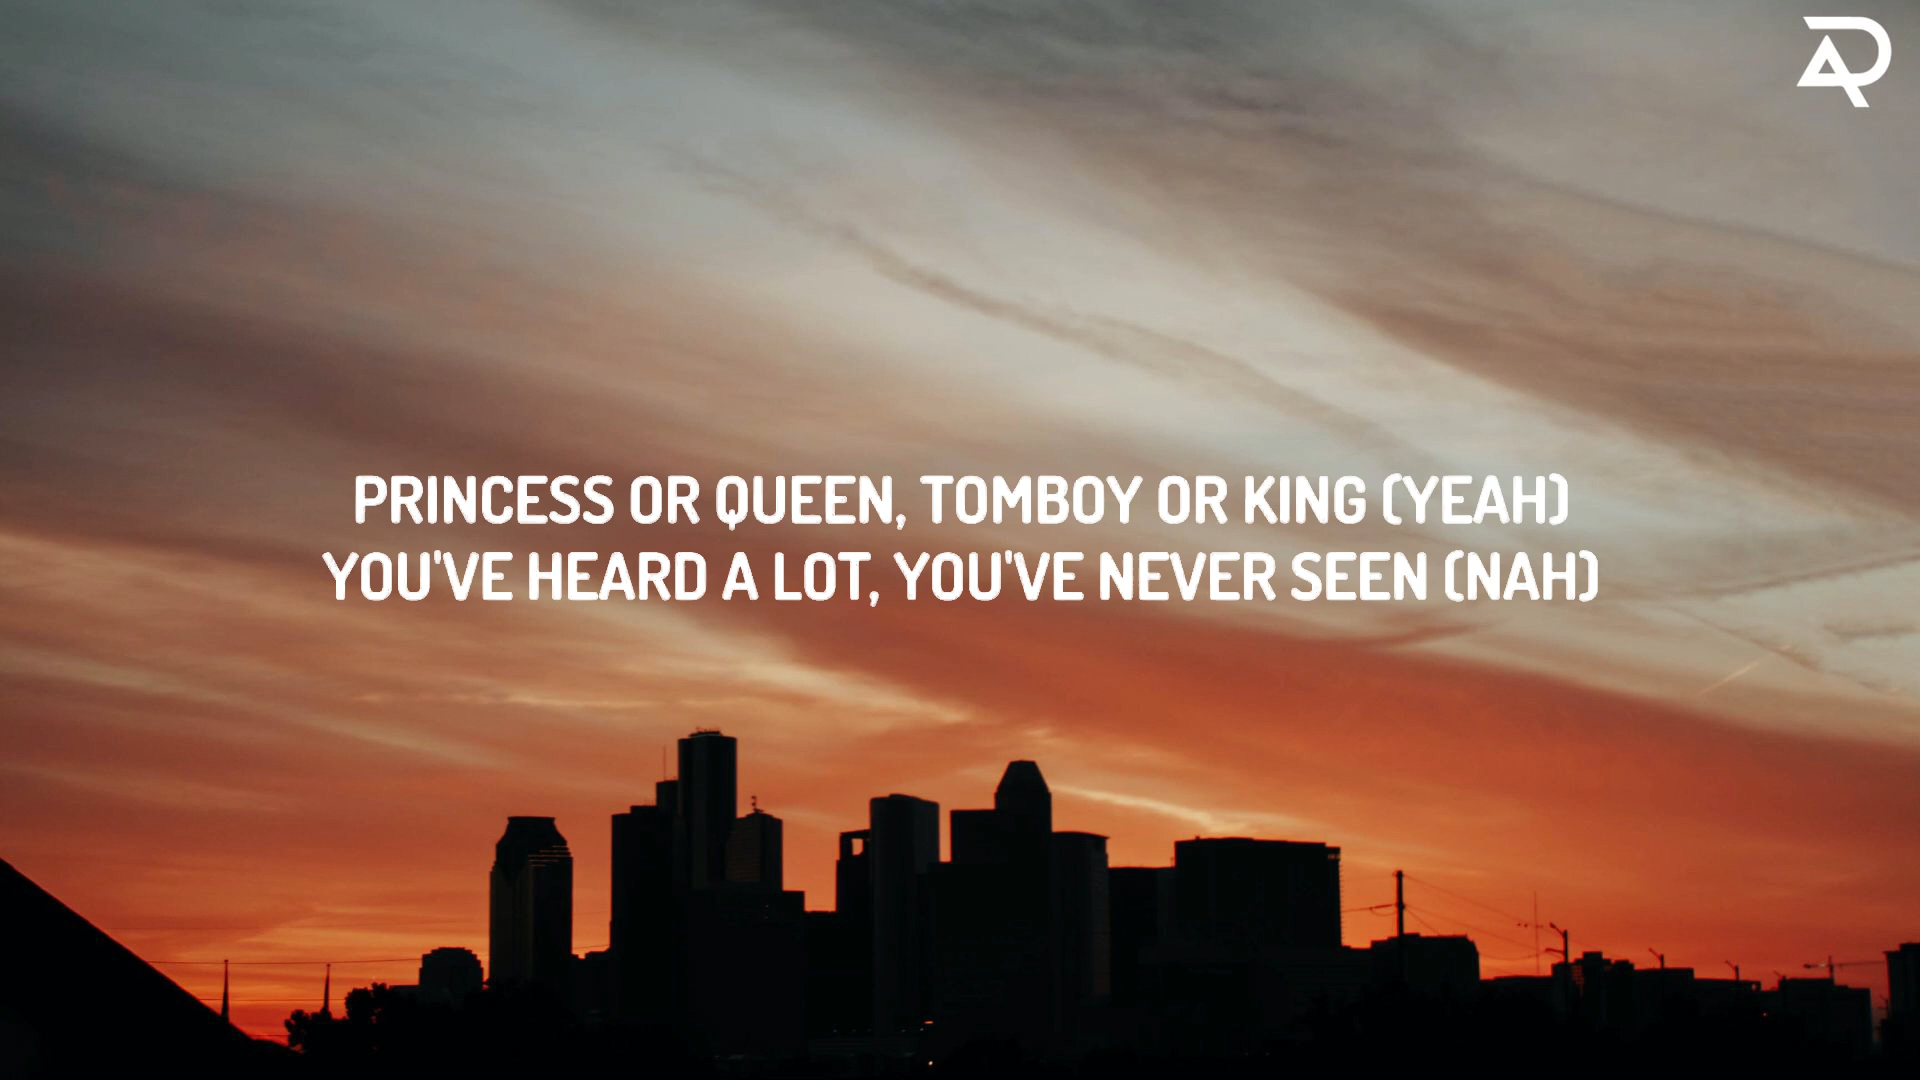 PRINCESS OR QUEEN, TOMBOY OR KING (YEAH)
YOU'VE HEARD A LOT, YOU'VE NEVER SEEN (NAH)